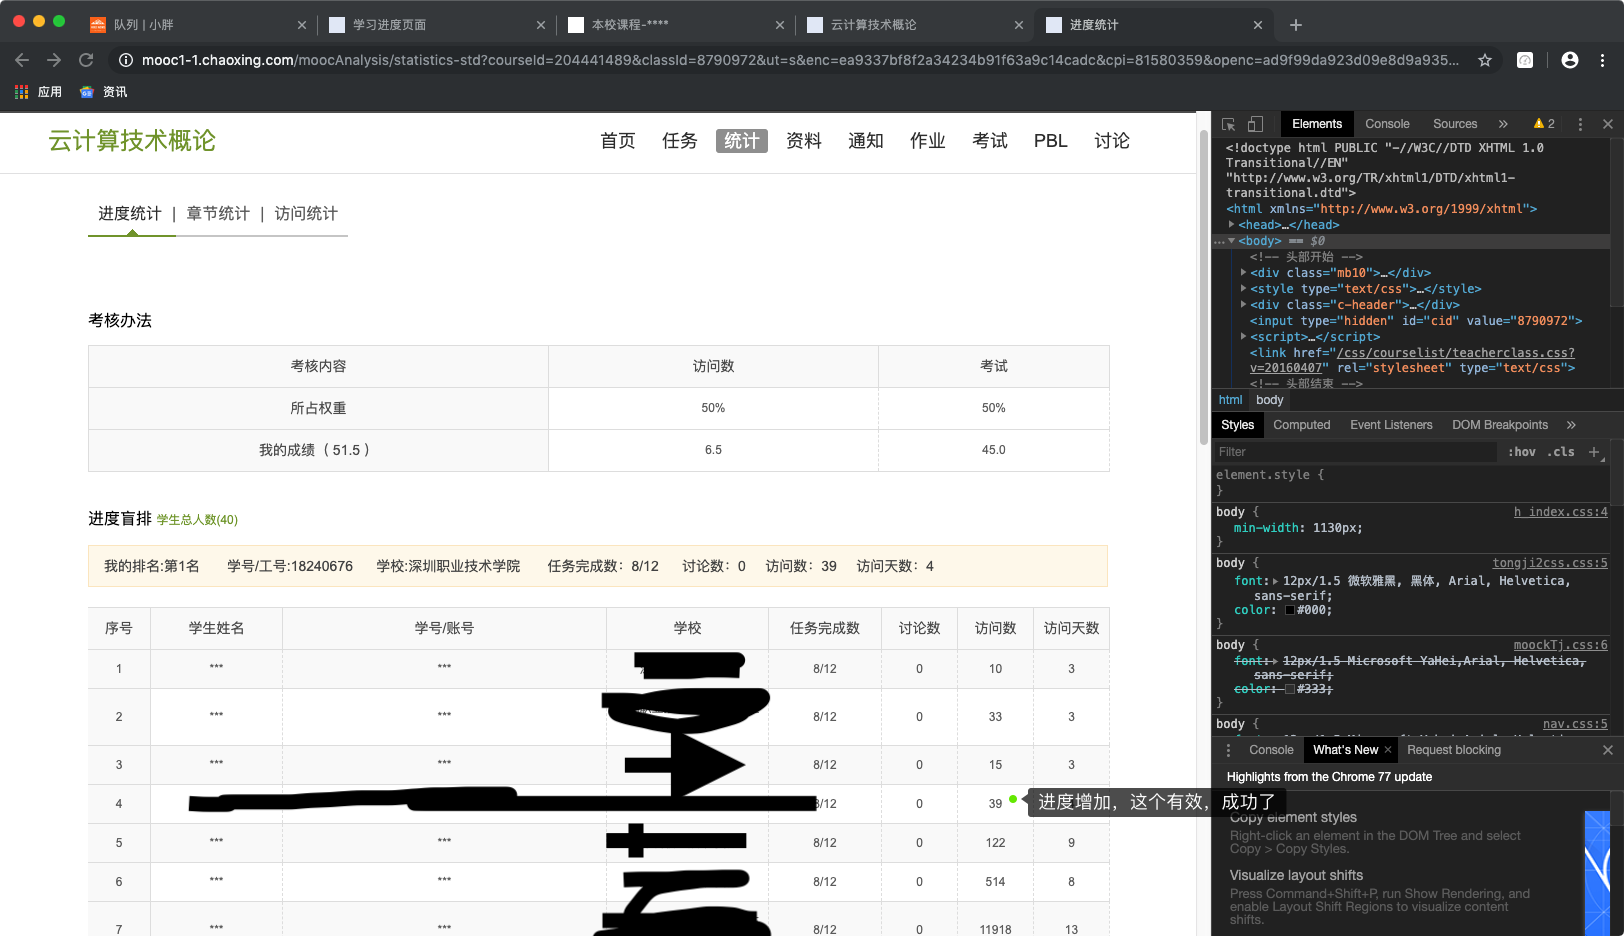 队列 | 小胖
学习进度页面
本校课程-****
云计算技术概论
进度统计
mooc1-1.chaoxing.com/moocAnalysis/statistics-std?courseId=204441489&classId=8790972&ut=s&enc=ea9337bf8f2a34234b91f63a9c14cadc&cpi=81580359&openc=ad9f99da923d09e8d9a935...
应用 资讯
云计算技术概论
首页 任务 统计 资料 通知 作业 考试 PBL 讨论
进度统计 | 章节统计 | 访问统计
考核办法
考核内容 访问数 考试
所占权重 50% 50%
我的成绩（51.5） 6.5 45.0
进度盲排 学生总人数(40)
我的排名:第1名 学号/工号:18240676 学校:深圳职业技术学院 任务完成数：8/12 讨论数：0 访问数：39 访问天数：4
序号 学生姓名 学号/账号 学校 任务完成数 讨论数 访问数 访问天数
1 *** *** 8/12 0 10 3
2 *** *** 8/12 0 33 3
3 *** *** 8/12 0 15 3
4 8/12 0 39
进度增加，这个有效，成功了
5 *** *** 8/12 0 122 9
6 *** *** 8/12 0 514 8
7 *** *** 8/12 0 11918 13
Elements Console Sources » 2
<!doctype html PUBLIC "-//W3C//DTD XHTML 1.0
Transitional//EN"
"http://www.w3.org/TR/xhtml1/DTD/xhtml1-
transitional.dtd">
<html xmlns="http://www.w3.org/1999/xhtml">
<head>…</head>
<body> == $0
<!-- 头部开始 -->
<div class="mb10">…</div>
<style type="text/css">…</style>
<div class="c-header">…</div>
<input type="hidden" id="cid" value="8790972">
<script>…</script>
<link href="/css/courselist/teacherclass.css?
v=20160407" rel="stylesheet" type="text/css">
<!-- 头部结束 -->
html body
Styles Computed Event Listeners DOM Breakpoints »
Filter :hov .cls +
element.style {
}
body { h_index.css:4
min-width: 1130px;
}
body { tongji2css.css:5
font: 12px/1.5 微软雅黑, 黑体, Arial, Helvetica,
sans-serif;
color: #000;
}
body { moockTj.css:6
font: 12px/1.5 Microsoft YaHei,Arial, Helvetica,
sans-serif;
color: #333;
}
body { nav.css:5
Console What's New × Request blocking
Highlights from the Chrome 77 update
Copy element styles
Right-click an element in the DOM Tree and select
Copy > Copy Styles.
Visualize layout shifts
Press Command+Shift+P, run Show Rendering, and
enable Layout Shift Regions to visualize content
shifts.